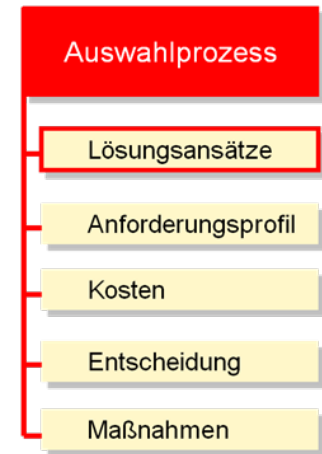 Auswahlprozess
Lösungsansätze
Anforderungsprofil
Kosten
Entscheidung
Maßnahmen